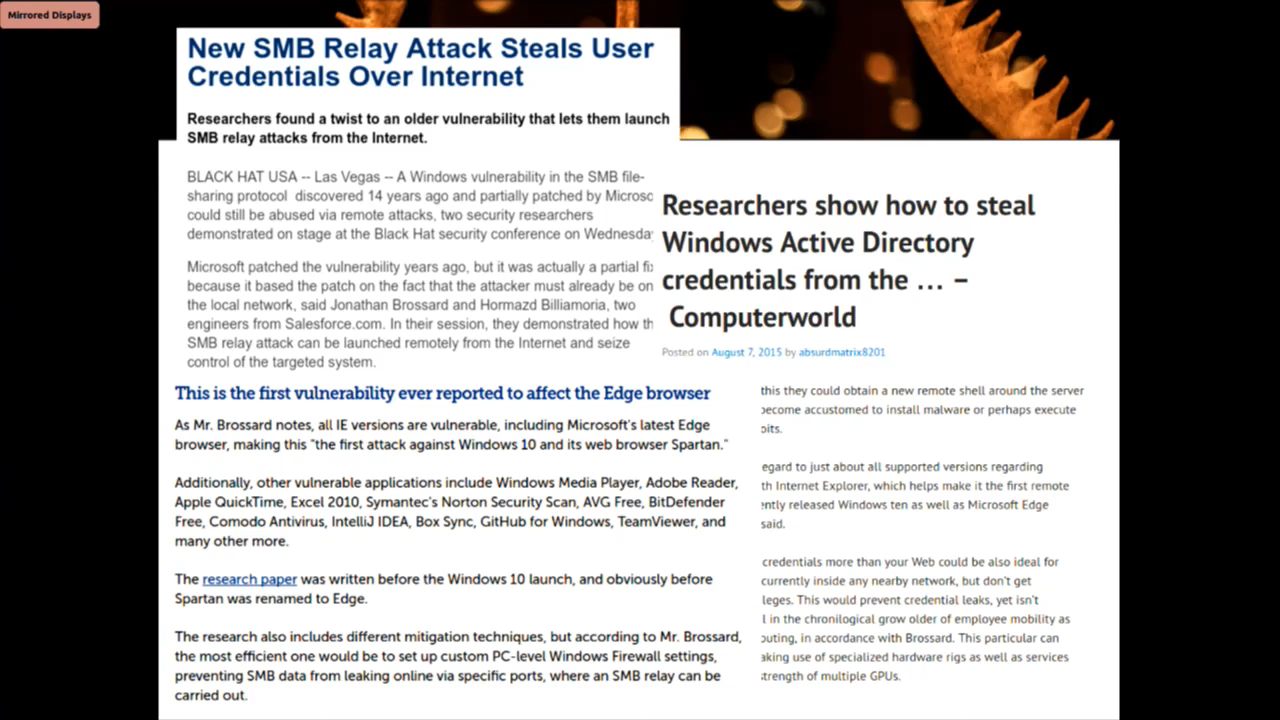 Mirrored Displays
New SMB Relay Attack Steals User
Credentials Over Internet
Researchers found a twist to an older vulnerability that lets them launch
SMB relay attacks from the Internet.
BLACK HAT USA -- Las Vegas -- A Windows vulnerability in the SMB file-
sharing protocol discovered 14 years ago and partially patched by Microso
could still be abused via remote attacks, two security researchers
demonstrated on stage at the Black Hat security conference on Wednesday
Microsoft patched the vulnerability years ago, but it was actually a partial fi
because it based the patch on the fact that the attacker must already be on
the local network, said Jonathan Brossard and Hormazd Billiamoria, two
engineers from Salesforce.com. In their session, they demonstrated how th
SMB relay attack can be launched remotely from the Internet and seize
control of the targeted system.
Researchers show how to steal
Windows Active Directory
credentials from the … –
Computerworld
Posted on August 7, 2015 by absurdmatrix8201
This is the first vulnerability ever reported to affect the Edge browser
As Mr. Brossard notes, all IE versions are vulnerable, including Microsoft's latest Edge
browser, making this "the first attack against Windows 10 and its web browser Spartan."
Additionally, other vulnerable applications include Windows Media Player, Adobe Reader,
Apple QuickTime, Excel 2010, Symantec's Norton Security Scan, AVG Free, BitDefender
Free, Comodo Antivirus, IntelliJ IDEA, Box Sync, GitHub for Windows, TeamViewer, and
many other more.
The research paper was written before the Windows 10 launch, and obviously before
Spartan was renamed to Edge.
The research also includes different mitigation techniques, but according to Mr. Brossard,
the most efficient one would be to set up custom PC-level Windows Firewall settings,
preventing SMB data from leaking online via specific ports, where an SMB relay can be
carried out.
this they could obtain a new remote shell around the server
become accustomed to install malware or perhaps execute
oits.
egard to just about all supported versions regarding
th Internet Explorer, which helps make it the first remote
ently released Windows ten as well as Microsoft Edge
said.
credentials more than your Web could be also ideal for
currently inside any nearby network, but don't get
leges. This would prevent credential leaks, yet isn't
l in the chronilogical grow older of employee mobility as
outing, in accordance with Brossard. This particular can
aking use of specialized hardware rigs as well as services
strength of multiple GPUs.